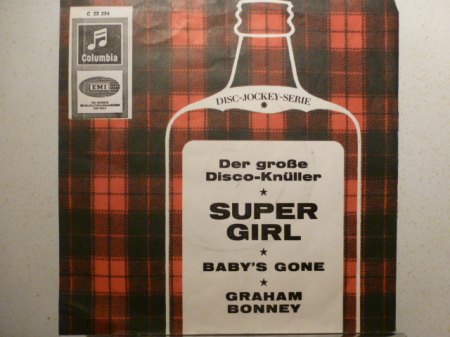 C 23 224
Columbia
EMI
DISC-JOCKEY-SERIE
Der große
Disco-Knüller
SUPER
GIRL
BABY'S GONE
GRAHAM
BONNEY